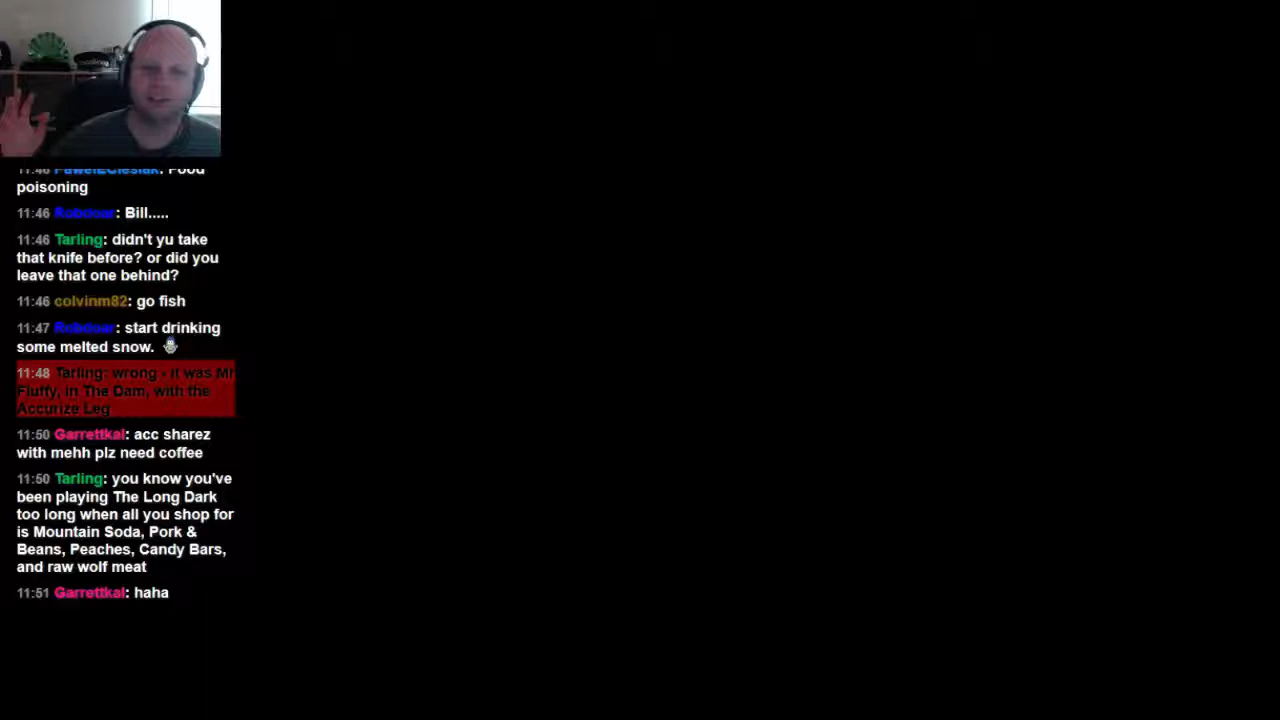 poisoning
11:46 Robdoar: Bill.....
11:46 Tarling: didn't yu take
that knife before? or did you
leave that one behind?
11:46 colvinm82: go fish
11:47 Robdoar: start drinking
some melted snow.
11:48 Tarling: wrong - it was Mr
Fluffy, in The Dam, with the
Accurize Leg
11:50 Garrettkal: acc sharez
with mehh plz need coffee
11:50 Tarling: you know you've
been playing The Long Dark
too long when all you shop for
is Mountain Soda, Pork &
Beans, Peaches, Candy Bars,
and raw wolf meat
11:51 Garrettkal: haha